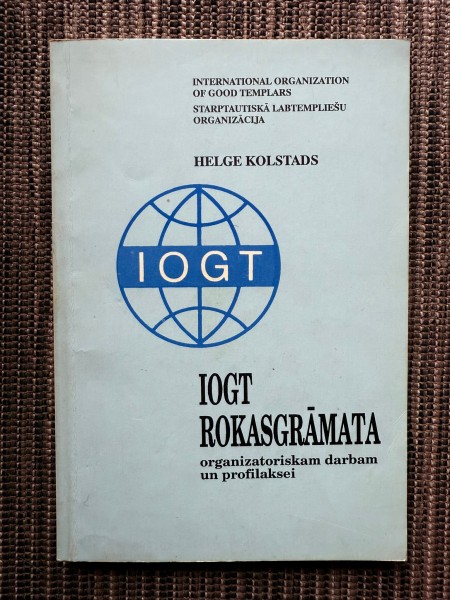 INTERNATIONAL ORGANIZATION
OF GOOD TEMPLARS
STARPTAUTISKĀ LABTEMPLIEŠU
ORGANIZĀCIJA
HELGE KOLSTADS
IOGT
IOGT
ROKASGRĀMATA
organizatoriskam darbam
un profilaksei